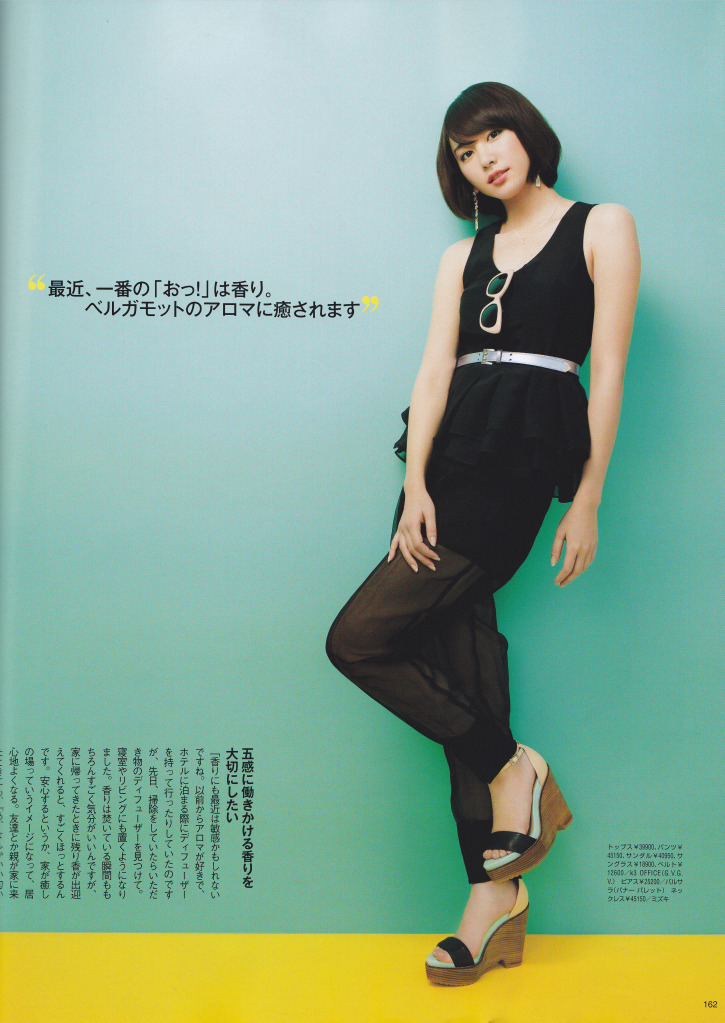 “最近、一番の「おっ!」は香り。
ベルガモットのアロマに癒されます”
五感に働きかける香りを
大切にしたい
「香りにも最近は敏感かもしれない
ですね。以前からアロマが好きで、
ホテルに泊まる際にディフューザー
を持って行ったりしていたのです
が、先日、掃除をしていたらいただ
き物のディフューザーを見つけて。
寝室やリビングにも置くようになり
ました。香りは焚いている瞬間もも
ちろんすごく気分がいいんですが、
家に帰ってきたときに残り香が出迎
えてくれると、すごくほっとするん
です。安心するというか、家が癒し
の場っていうイメージになって、居
心地よくなる。友達とか親が家に来
トップス¥39900、パンツ¥
45150、サンダル¥40950、サ
ングラス¥18900、ベルト¥
12600/k3 OFFICE(G.V.G.
V.) ピアス¥25200/バルサ
ラ(バナー バレット) ネッ
クレス¥45150/ミズキ
162